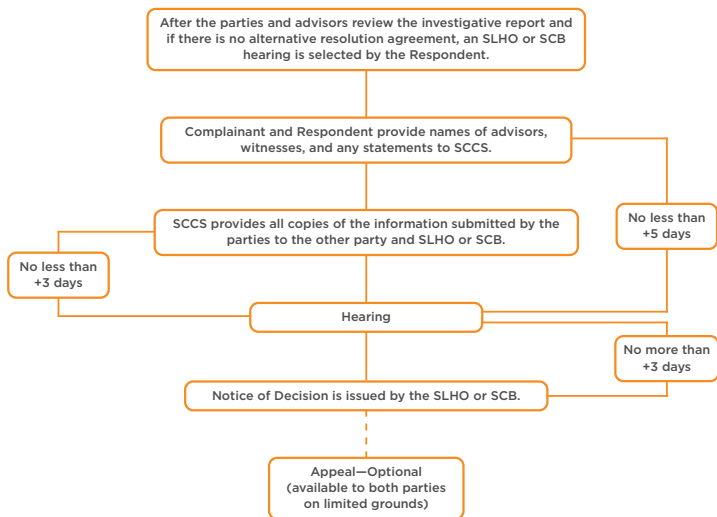 After the parties and advisors review the investigative report and
if there is no alternative resolution agreement, an SLHO or SCB
hearing is selected by the Respondent.
Complainant and Respondent provide names of advisors,
witnesses, and any statements to SCCS.
No less than
+5 days
SCCS provides all copies of the information submitted by the
parties to the other party and SLHO or SCB.
No less than
+3 days
Hearing
No more than
+3 days
Notice of Decision is issued by the SLHO or SCB.
Appeal—Optional
(available to both parties
on limited grounds)